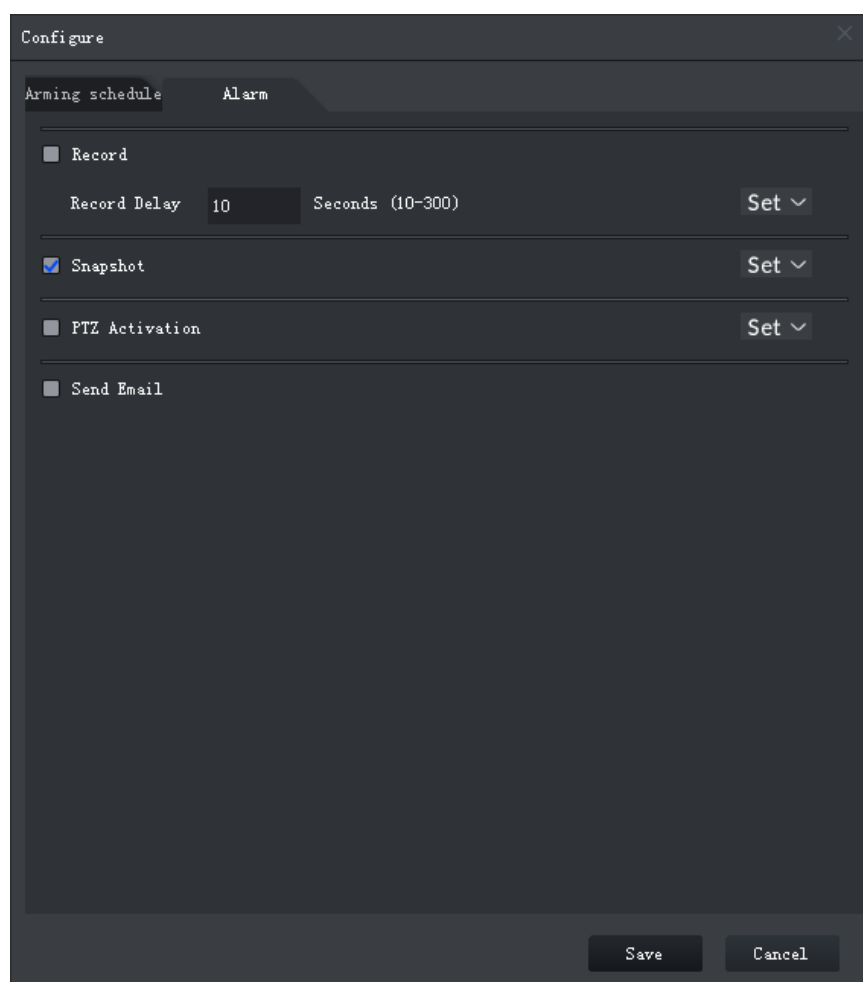 Configure
Arming schedule Alarm
Record
Record Delay 10 Seconds (10-300) Set
Snapshot Set
PTZ Activation Set
Send Email
Save Cancel